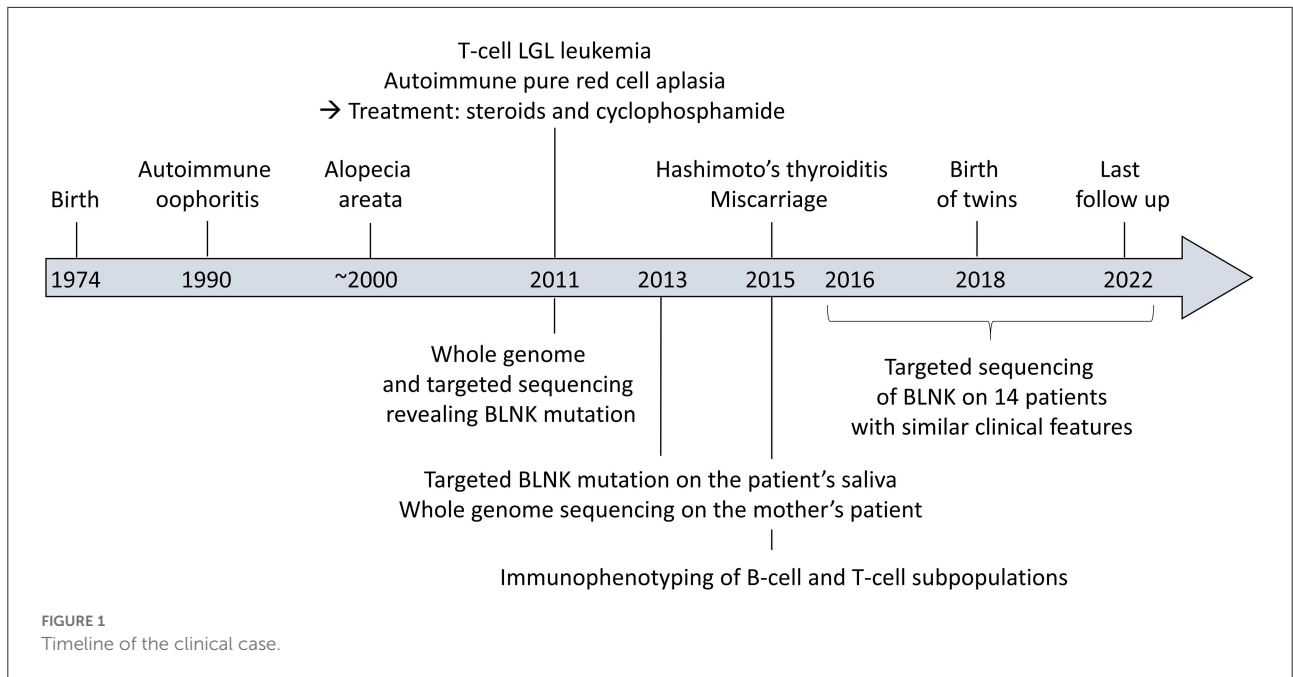 T-cell LGL leukemia
Autoimmune pure red cell aplasia
→ Treatment: steroids and cyclophosphamide
Birth
Autoimmune
oophoritis
Alopecia
areata
Hashimoto’s thyroiditis
Miscarriage
Birth
of twins
Last
follow up
1974 1990 ~2000 2011 2013 2015 2016 2018 2022
Whole genome
and targeted sequencing
revealing BLNK mutation
Targeted sequencing
of BLNK on 14 patients
with similar clinical features
Targeted BLNK mutation on the patient’s saliva
Whole genome sequencing on the mother’s patient
Immunophenotyping of B-cell and T-cell subpopulations
FIGURE 1
Timeline of the clinical case.